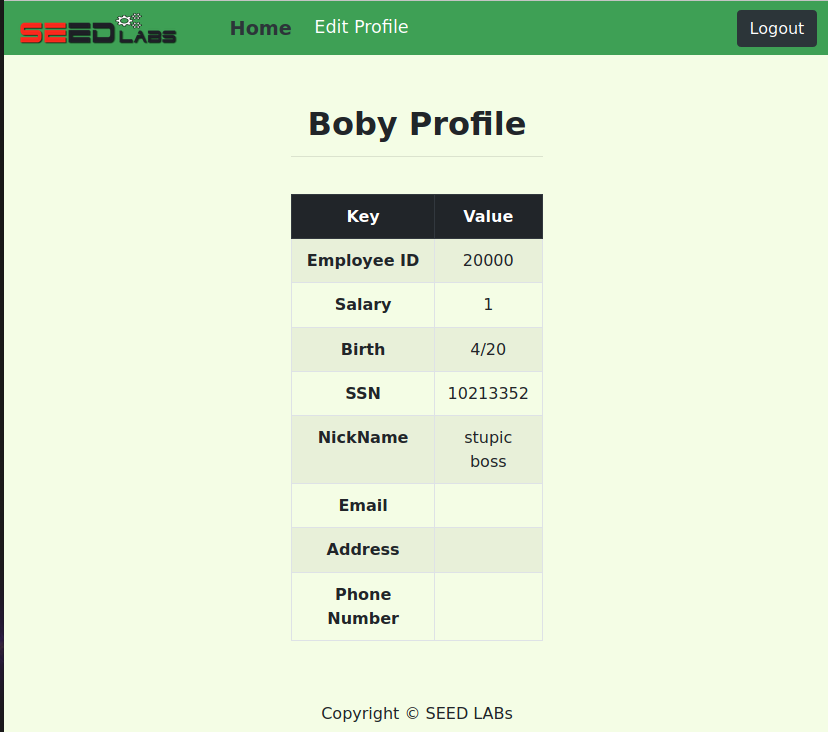 SEED LABS Home Edit Profile Logout
Boby Profile
Key Value
Employee ID 20000
Salary 1
Birth 4/20
SSN 10213352
NickName stupic
boss
Email
Address
Phone
Number
Copyright © SEED LABs